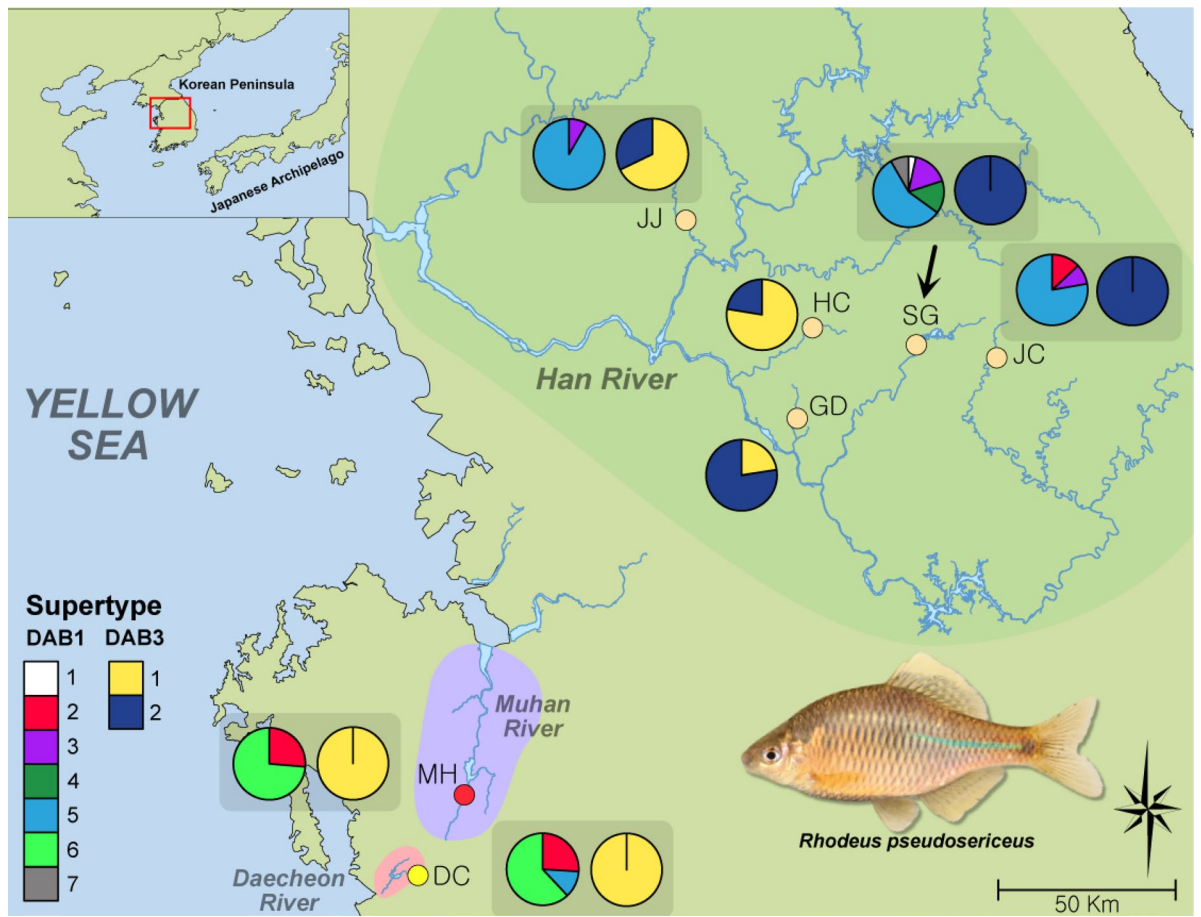 Korean Peninsula
Japanese Archipelago
JJ
HC
SG
JC
Han River
GD
YELLOW
SEA
Supertype
DAB1 DAB3
1 1
2 2
3
4
5
6
7
Muhan
River
MH
Daecheon
River
DC
Rhodeus pseudosericeus
50 Km